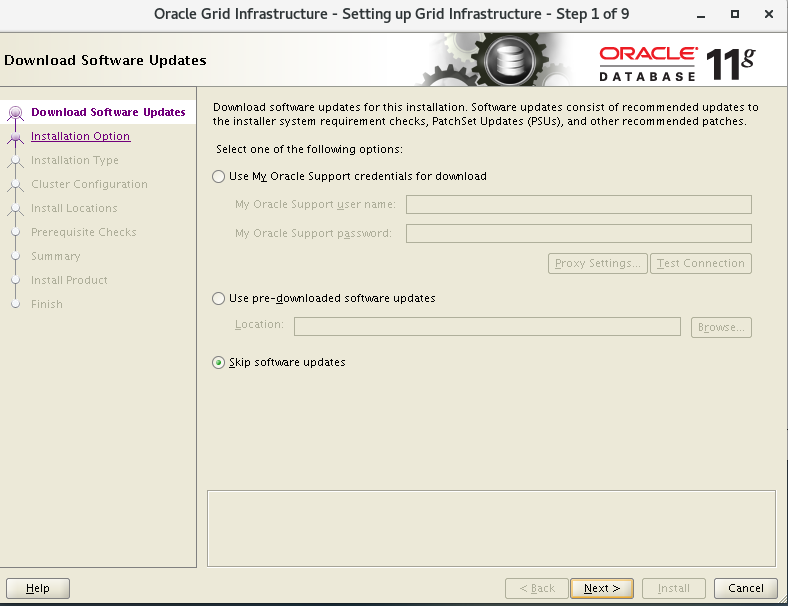 Oracle Grid Infrastructure - Setting up Grid Infrastructure - Step 1 of 9
Download Software Updates
ORACLE
DATABASE
11g
Download Software Updates
Installation Option
Installation Type
Cluster Configuration
Install Locations
Prerequisite Checks
Summary
Install Product
Finish
Download software updates for this installation. Software updates consist of recommended updates to
the installer system requirement checks, PatchSet Updates (PSUs), and other recommended patches.
Select one of the following options:
Use My Oracle Support credentials for download
My Oracle Support user name:
My Oracle Support password:
Proxy Settings... Test Connection
Use pre-downloaded software updates
Location: Browse...
Skip software updates
Help < Back Next > Install Cancel